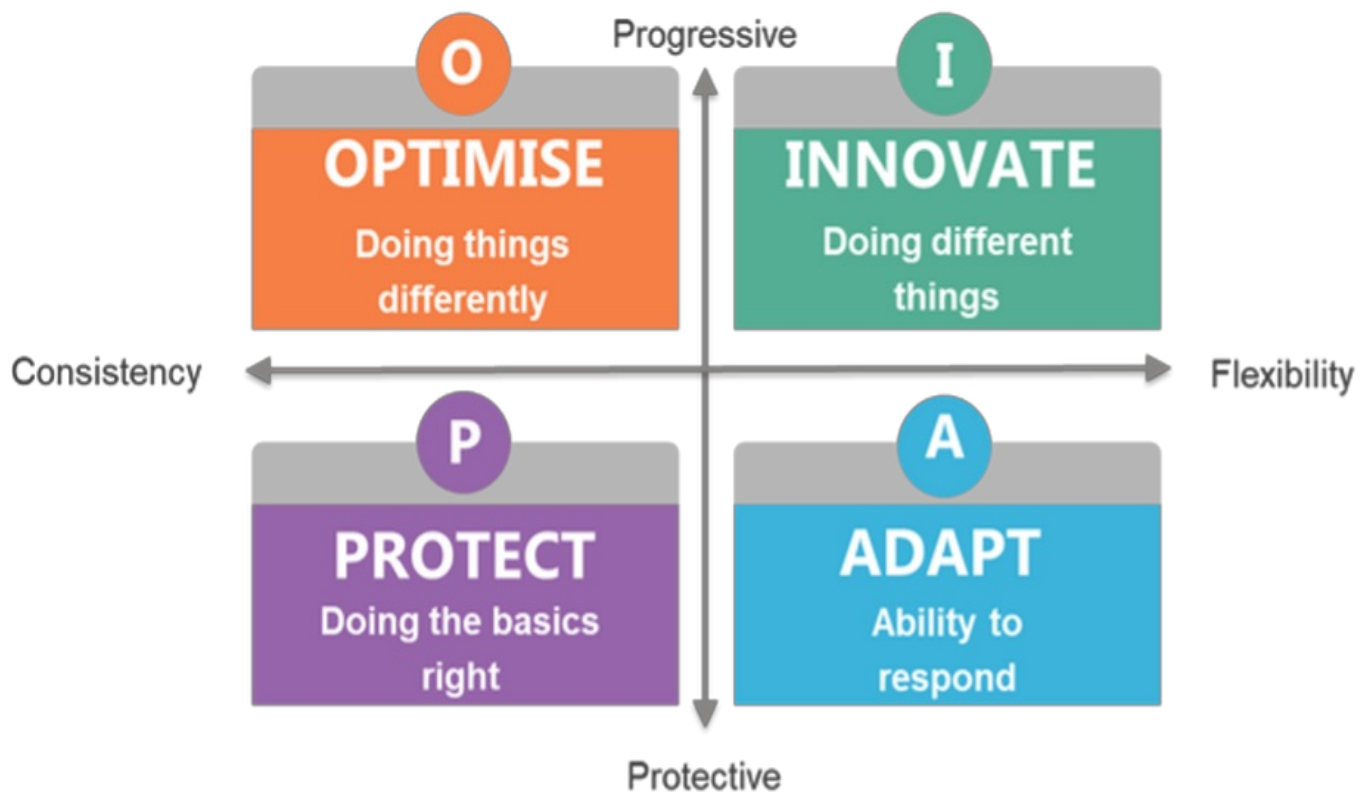 Progressive
O
OPTIMISE
Doing things
differently
I
INNOVATE
Doing different
things
Consistency
Flexibility
P
PROTECT
Doing the basics
right
A
ADAPT
Ability to
respond
Protective